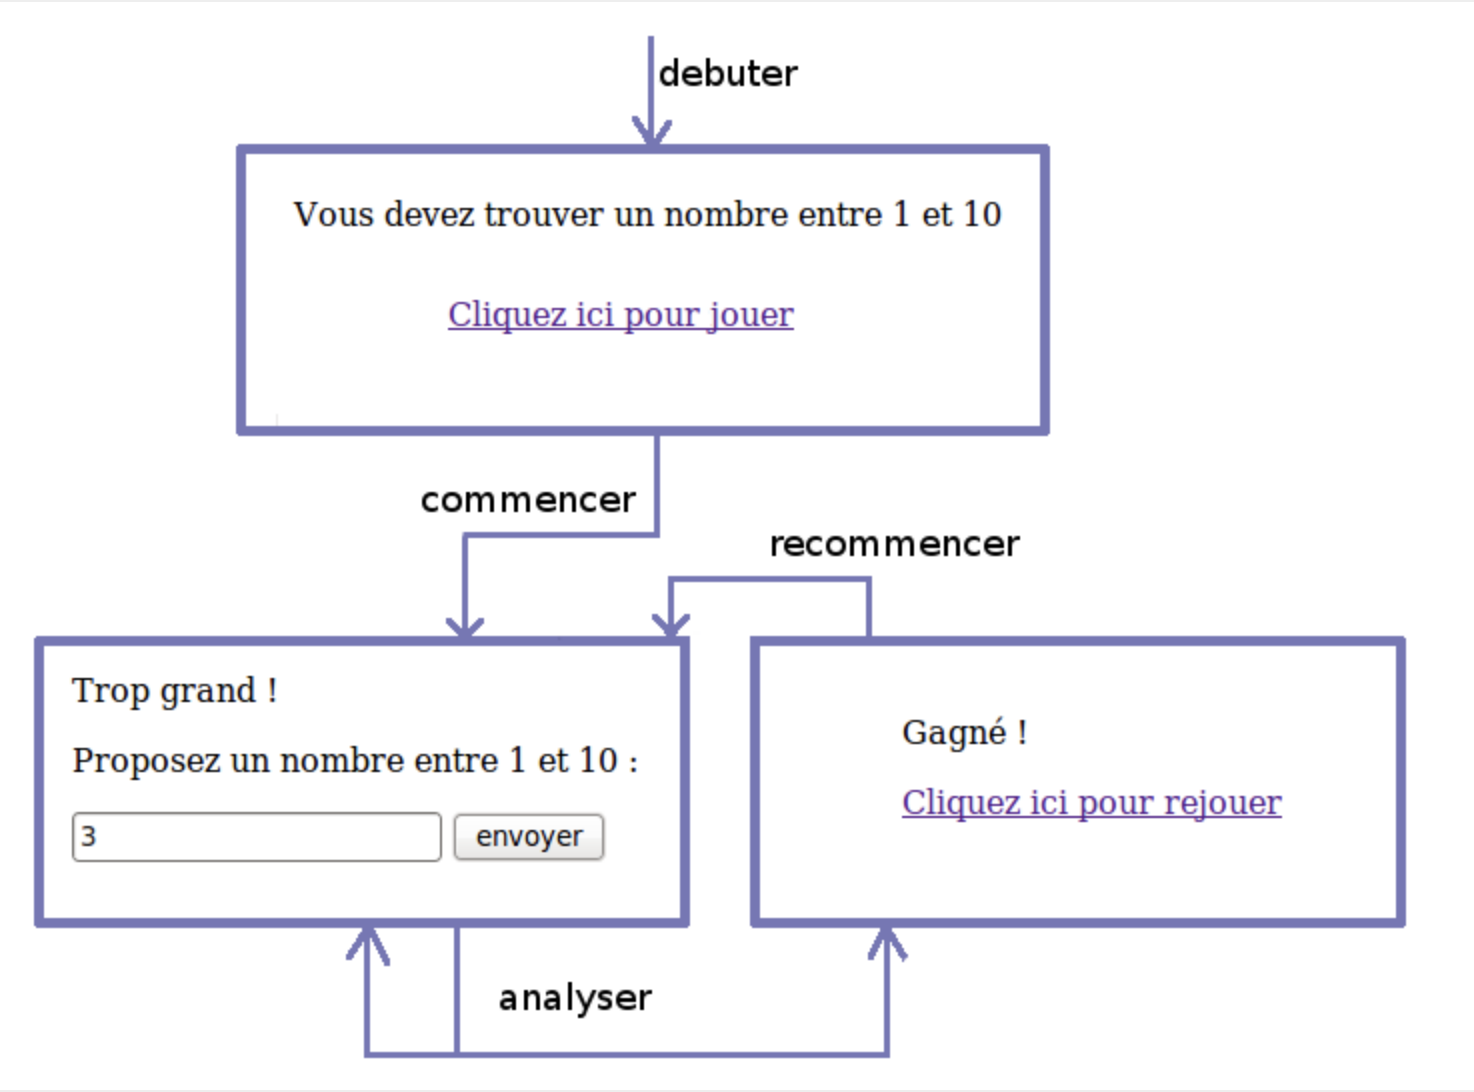 debuter
Vous devez trouver un nombre entre 1 et 10
Cliquez ici pour jouer
commencer
recommencer
Trop grand !
Proposez un nombre entre 1 et 10 :
3
envoyer
Gagné !
Cliquez ici pour rejouer
analyser